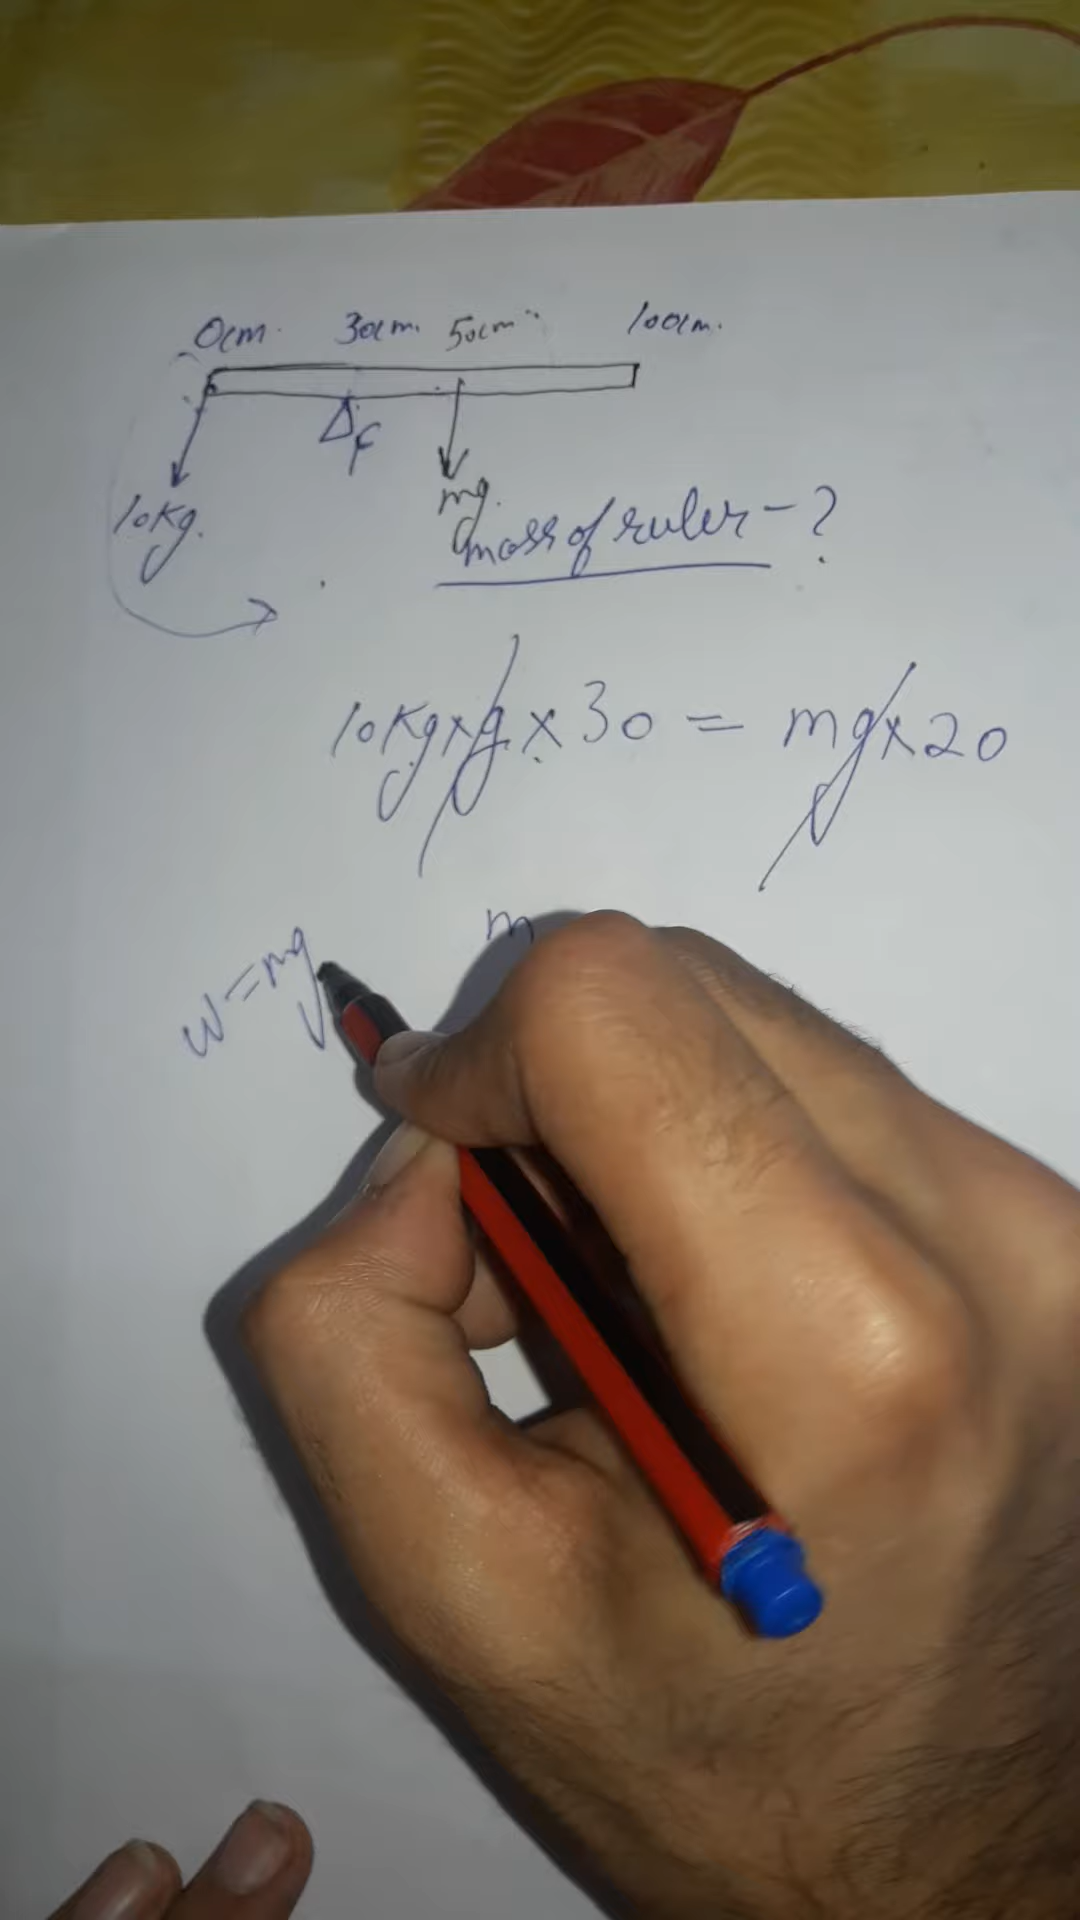 0cm. 30cm. 50cm 100cm.
F
10Kg. mg.
mass of ruler - ?
10kg×g×30 = mg×20
m
w=mg